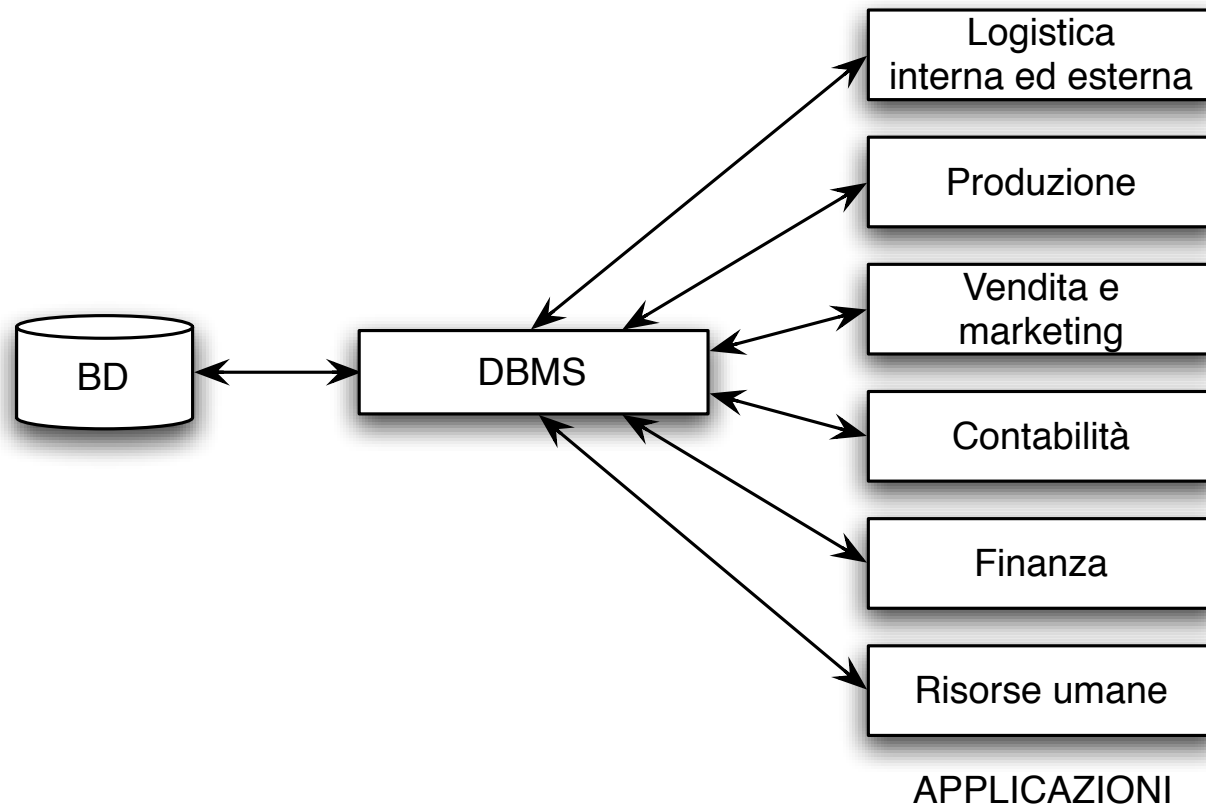 Logistica
interna ed esterna
Produzione
Vendita e
marketing
BD
DBMS
Contabilità
Finanza
Risorse umane
APPLICAZIONI